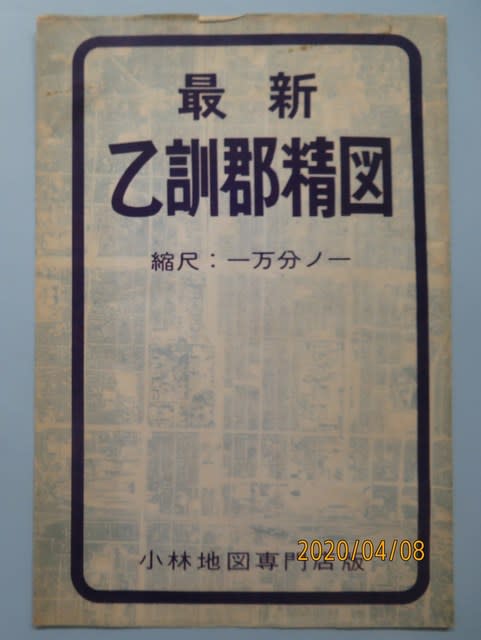 最新
乙訓郡精図
縮尺：一万分ノ一
2020/04/08
小林地図専門店版